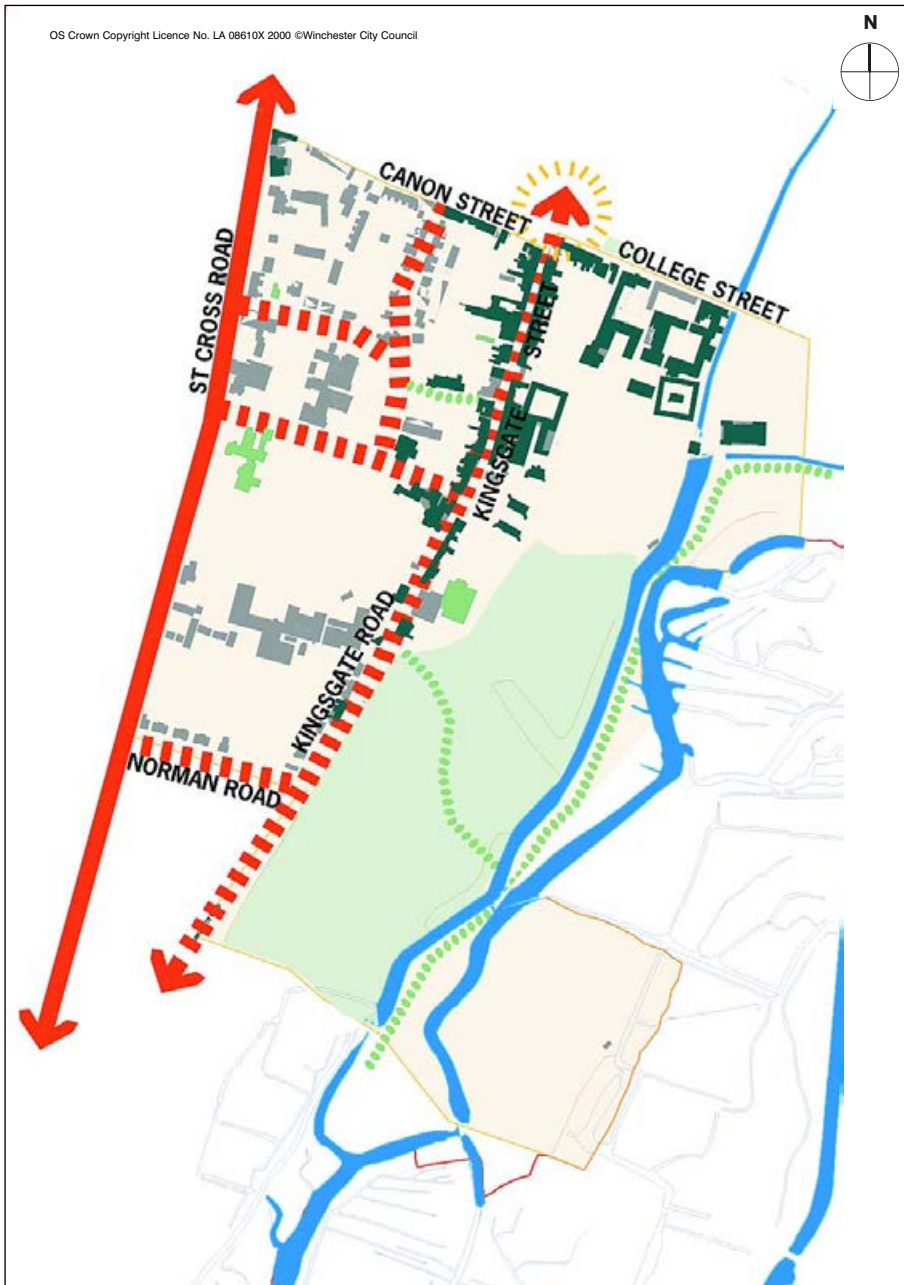 OS Crown Copyright Licence No. LA 08610X 2000 ©Winchester City Council
N
CANON STREET
COLLEGE STREET
ST CROSS ROAD
KINGSGATE STREET
KINGSGATE ROAD
NORMAN ROAD